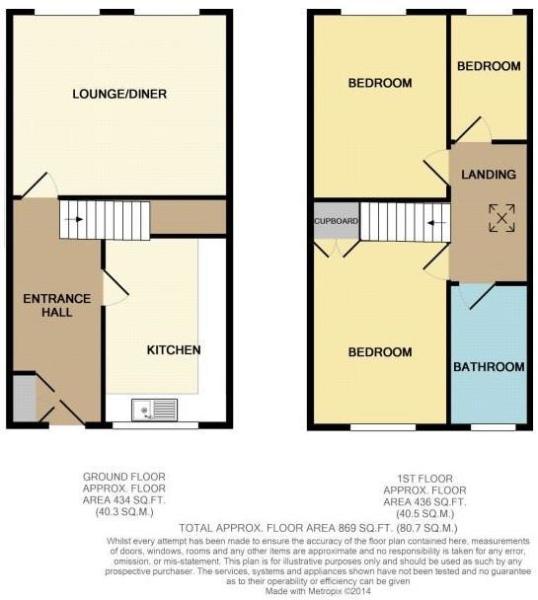 LOUNGE/DINER
ENTRANCE
HALL
KITCHEN
BEDROOM
BEDROOM
LANDING
CUPBOARD
BEDROOM
BATHROOM
GROUND FLOOR
APPROX. FLOOR
AREA 434 SQ.FT.
(40.3 SQ.M.)
1ST FLOOR
APPROX. FLOOR
AREA 436 SQ.FT.
(40.5 SQ.M.)
TOTAL APPROX. FLOOR AREA 869 SQ.FT. (80.7 SQ.M.)
Whilst every attempt has been made to ensure the accuracy of the floor plan contained here, measurements
of doors, windows, rooms and any other items are approximate and no responsibility is taken for any error,
omission, or mis-statement. This plan is for illustrative purposes only and should be used as such by any
prospective purchaser. The services, systems and appliances shown have not been tested and no guarantee
as to their operability or efficiency can be given
Made with Metropix ©2014